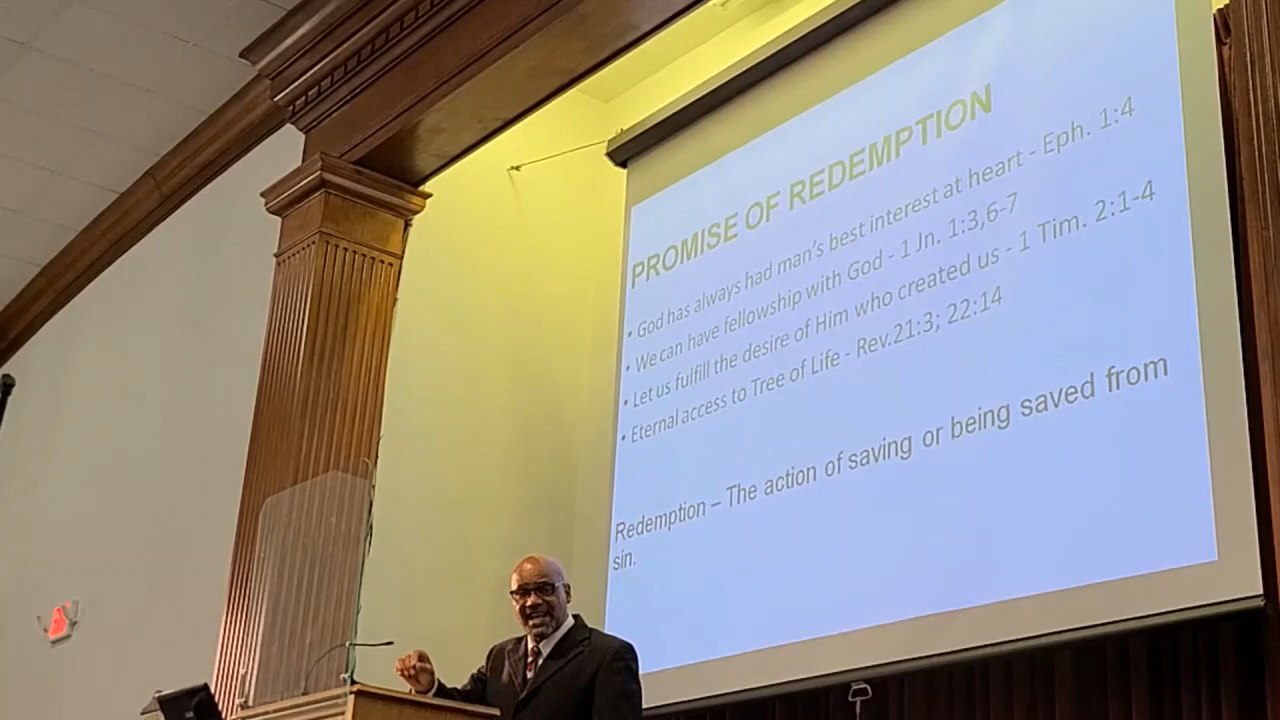 PROMISE OF REDEMPTION
• God has always had man's best interest at heart - Eph. 1:4
• We can have fellowship with God - 1 Jn. 1:3,6-7
• Let us fulfill the desire of Him who created us - 1 Tim. 2:1-4
• Eternal access to Tree of Life - Rev.21:3; 22:14
Redemption – The action of saving or being saved from
sin.